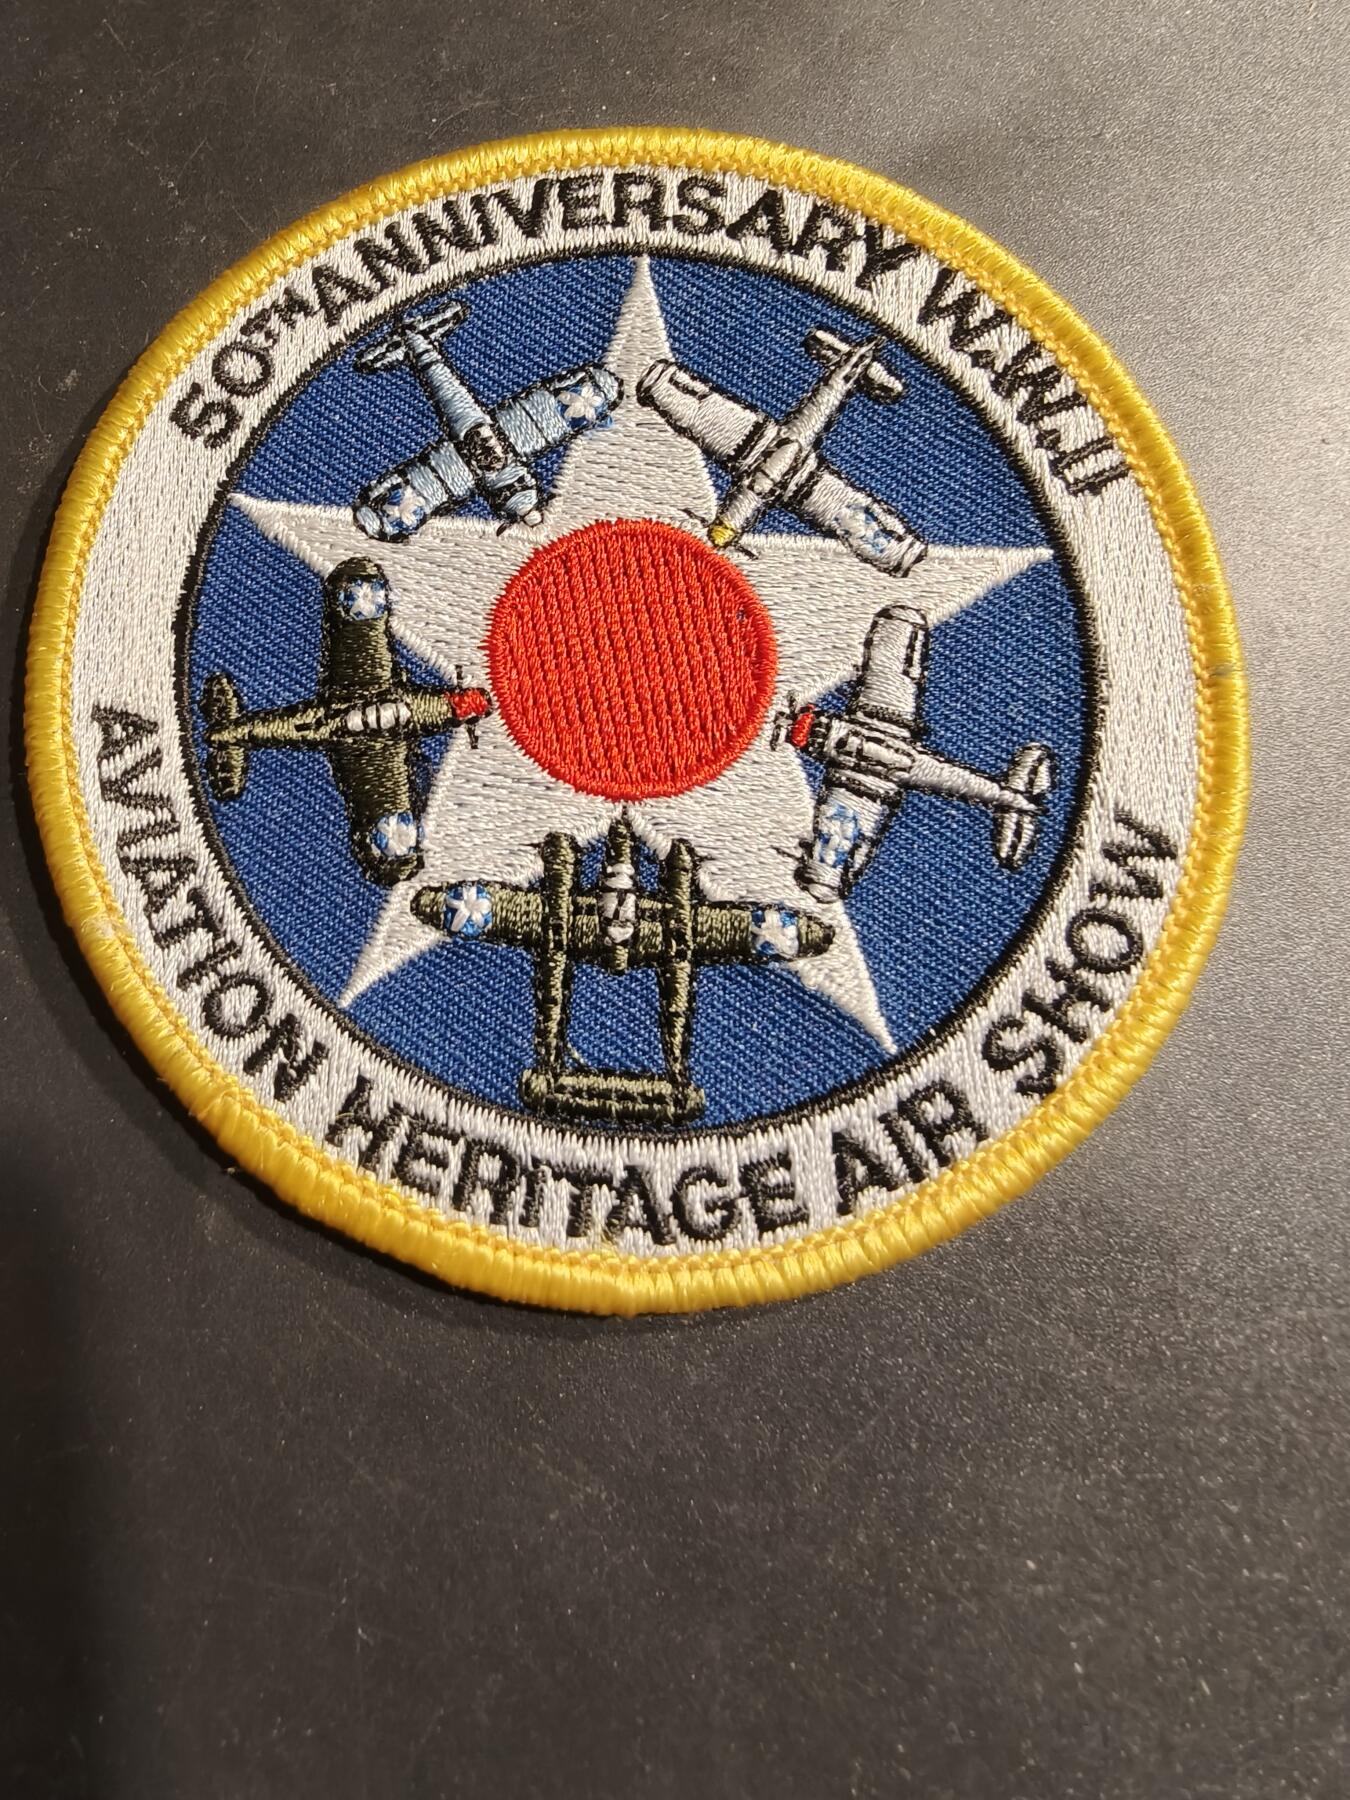 50TH ANNIVERSARY W.W.II
AVIATION HERITAGE AIR SHOW